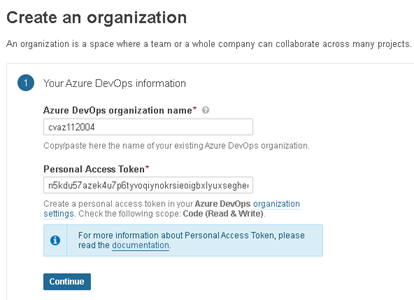 Create an organization
An organization is a space where a team or a whole company can collaborate across many projects.
1 Your Azure DevOps information
Azure DevOps organization name*
cvaz112004
Copy/paste here the name of your existing Azure DevOps organization.
Personal Access Token*
n5kdu57azek4u7p6tyvoqiynokrsieoigbxlyuxseghe
Create a personal access token in your Azure DevOps organization
settings. Check the following scope: Code (Read & Write).
For more information about Personal Access Token, please
read the documentation.
Continue